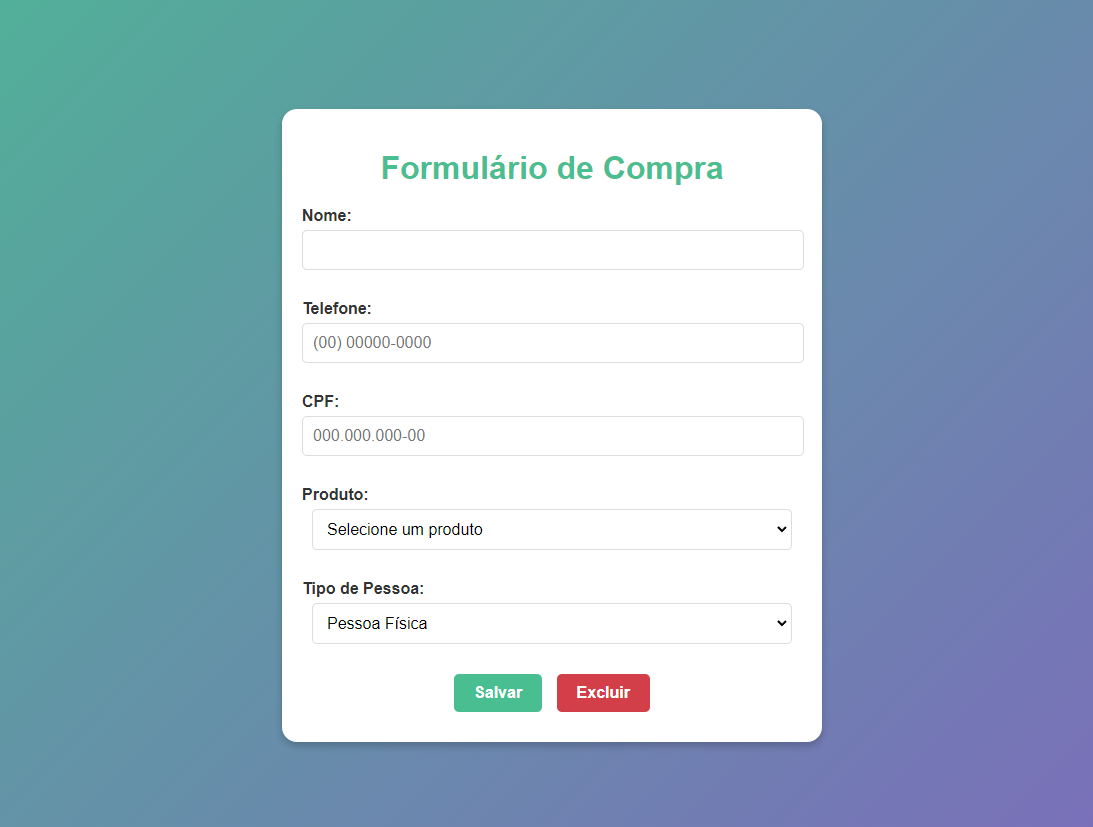 Formulário de Compra
Nome:
Telefone:
(00) 00000-0000
CPF:
000.000.000-00
Produto:
Selecione um produto
Tipo de Pessoa:
Pessoa Física
Salvar Excluir